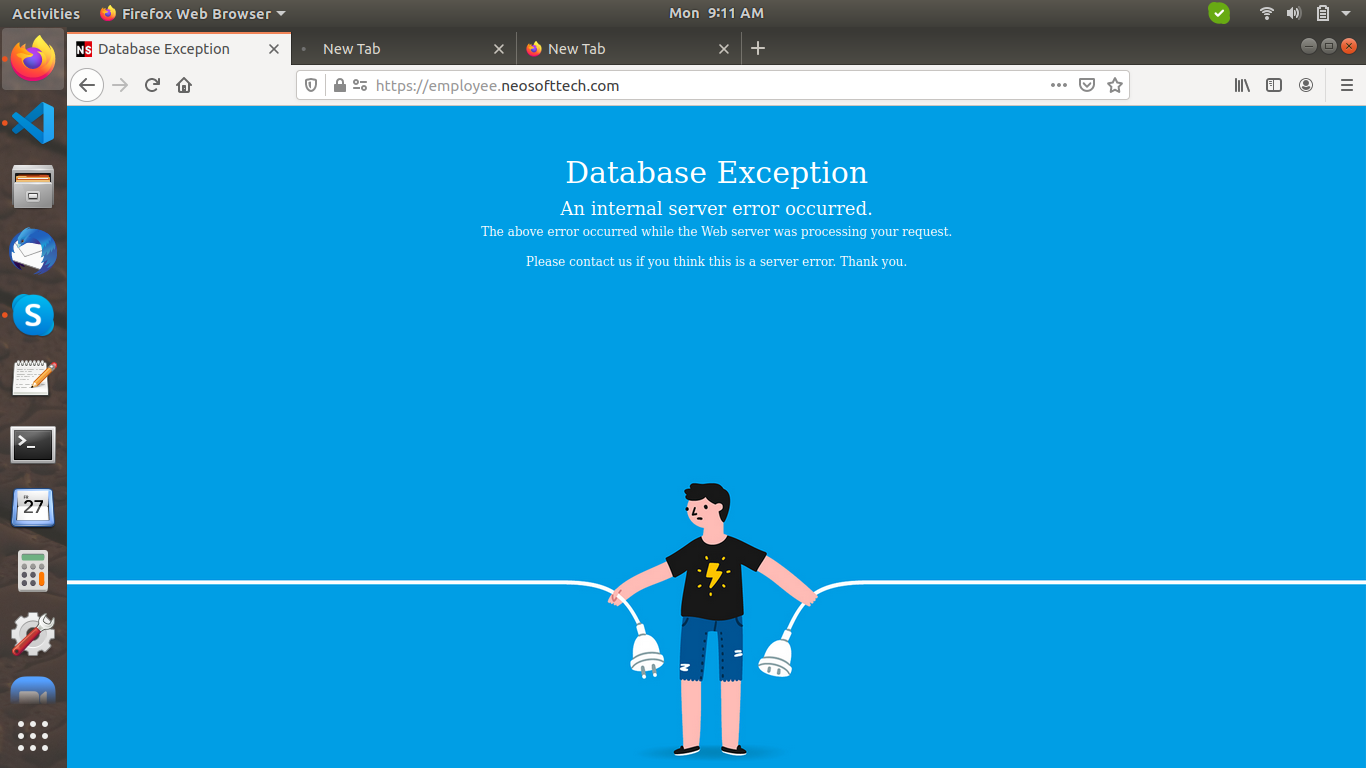 Activities Firefox Web Browser Mon 9:11 AM
NS Database Exception New Tab New Tab
https://employee.neosofttech.com
Database Exception
An internal server error occurred.
The above error occurred while the Web server was processing your request.
Please contact us if you think this is a server error. Thank you.
S
>_
27